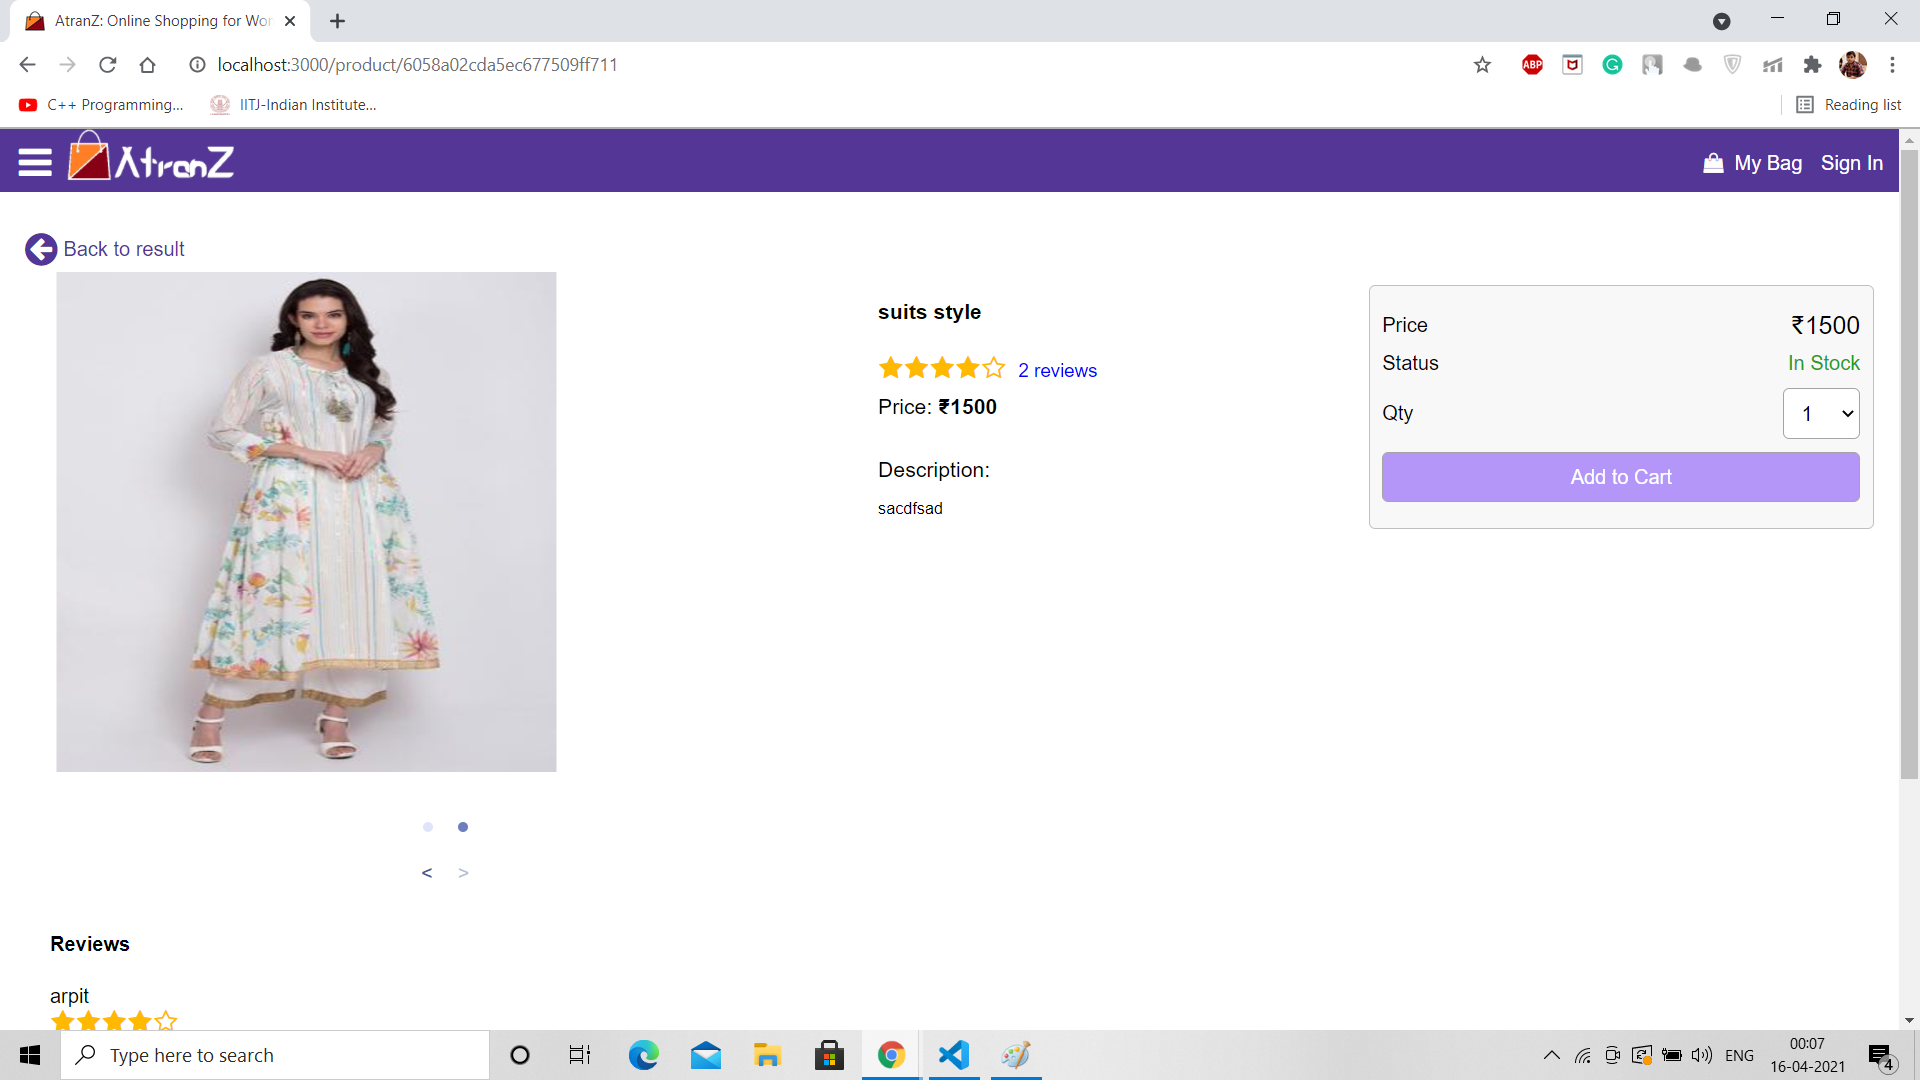 AtranZ: Online Shopping for Wor
localhost:3000/product/6058a02cda5ec677509ff711
ABP
C++ Programming...
IITJ-Indian Institute...
Reading list
AtranZ
My Bag
Sign In
Back to result
suits style
2 reviews
Price: ₹1500
Description:
sacdfsad
Price ₹1500
Status In Stock
Qty 1
Add to Cart
< >
Reviews
arpit
Type here to search
ENG
00:07
16-04-2021
4